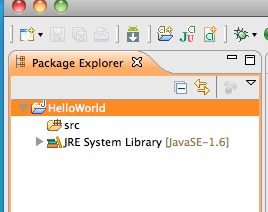 Package Explorer
HelloWorld
src
JRE System Library [JavaSE-1.6]